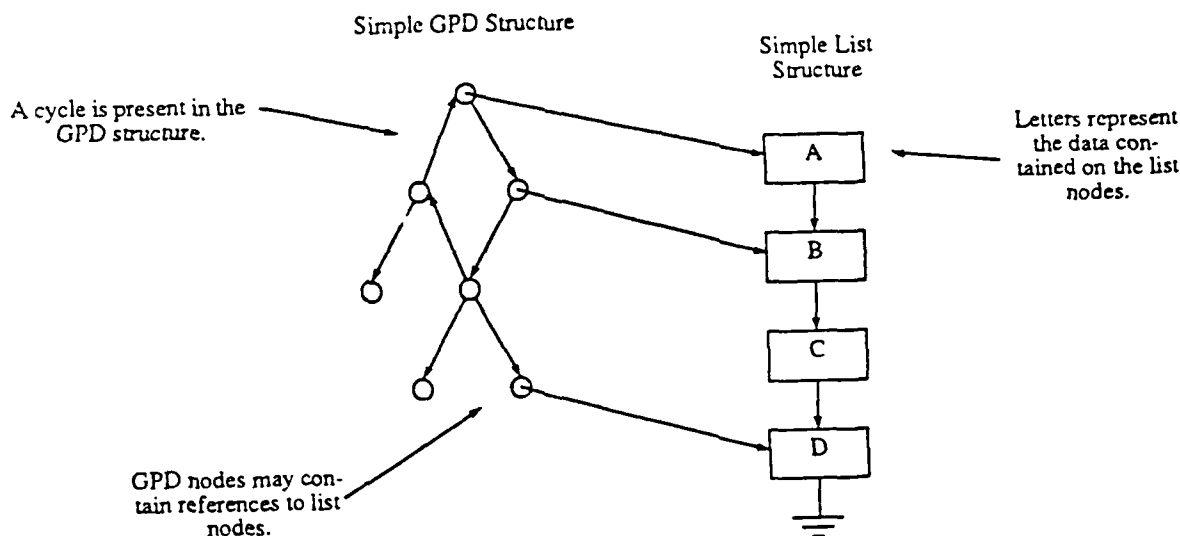 Simple GPD Structure
Simple List
Structure
A cycle is present in the
GPD structure.
Letters represent
the data con-
tained on the list
nodes.
A
B
C
D
GPD nodes may con-
tain references to list
nodes.